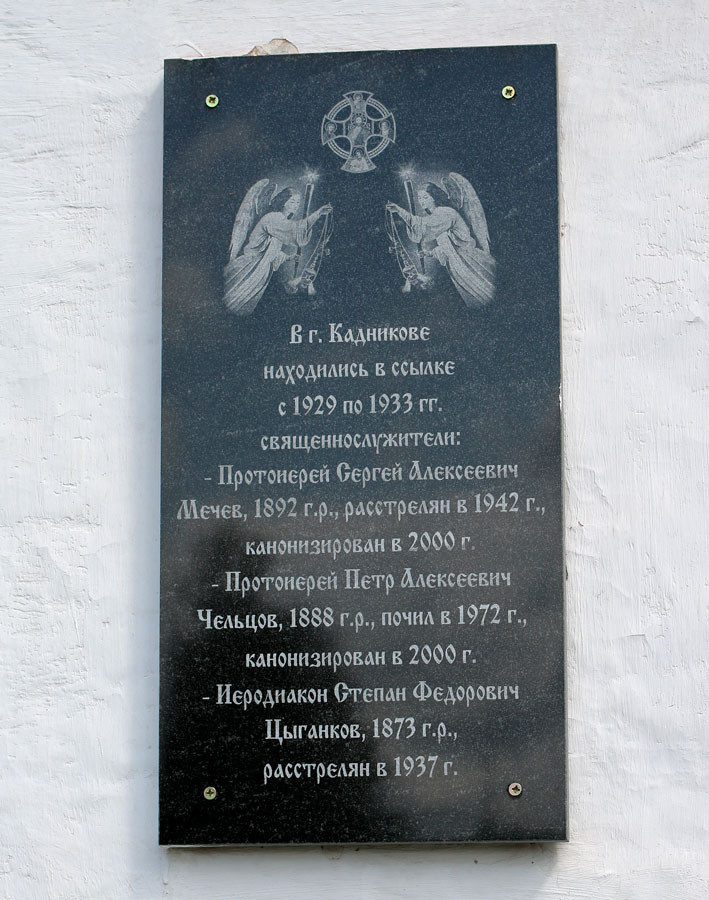 В г. Кадникове
находились в ссылке
с 1929 по 1933 гг.
священнослужители:
- Протоиерей Сергей Алексеевич
Мечев, 1892 г.р., расстрелян в 1942 г.,
канонизирован в 2000 г.
- Протоиерей Петр Алексеевич
Чельцов, 1888 г.р., почил в 1972 г.,
канонизирован в 2000 г.
- Иеродиакон Степан Федорович
Цыганков, 1873 г.р.,
расстрелян в 1937 г.